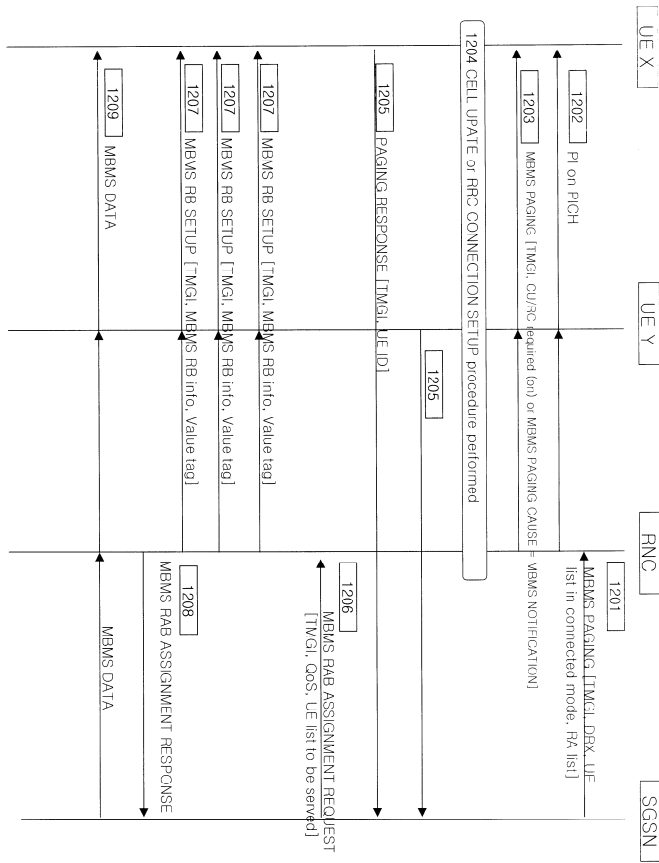 UE X
UE Y
RNC
SGSN
1201
MBMS PAGING [TMGI, DRX, UE
list in connected mode, RA list]
1202
PI on PICH
1203
MBMS PAGING [TMGI, CU/RC required (on) or MBMS PAGING CAUSE = MBMS NOTIFICATION]
1204 CELL UPATE or RRC CONNECTION SETUP procedure performed
1205
1205
PAGING RESPONSE [TMGI, UE ID]
1206
MBMS RAB ASSIGNMENT REQUEST
[TMGI, QoS, UE list to be served]
1207
MBMS RB SETUP [TMGI, MBMS RB info, Value tag]
1207
MBMS RB SETUP [TMGI, MBMS RB info, Value tag]
1207
MBMS RB SETUP [TMGI, MBMS RB info, Value tag]
1208
MBMS RAB ASSIGNMENT RESPONSE
1209
MBMS DATA
MBMS DATA